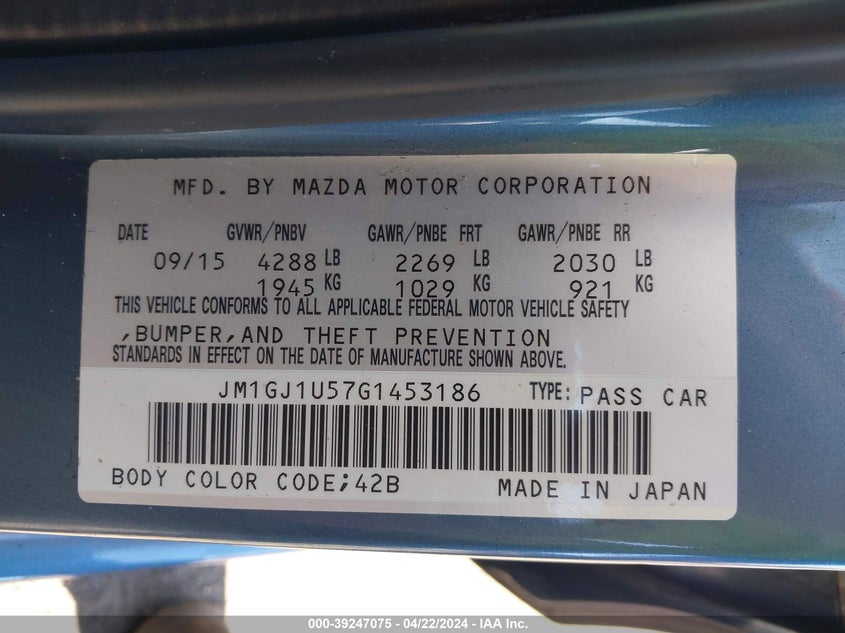 MFD. BY MAZDA MOTOR CORPORATION
DATE GVWR/PNBV GAWR/PNBE FRT GAWR/PNBE RR
09/15 4288 LB 2269 LB 2030 LB
1945 KG 1029 KG 921 KG
THIS VEHICLE CONFORMS TO ALL APPLICABLE FEDERAL MOTOR VEHICLE SAFETY
,BUMPER,AND THEFT PREVENTION
STANDARDS IN EFFECT ON THE DATE OF MANUFACTURE SHOWN ABOVE.
JM1GJ1U57G1453186 TYPE: PASS CAR
BODY COLOR CODE;42B MADE IN JAPAN
000-39247075 - 04/22/2024 - IAA Inc.